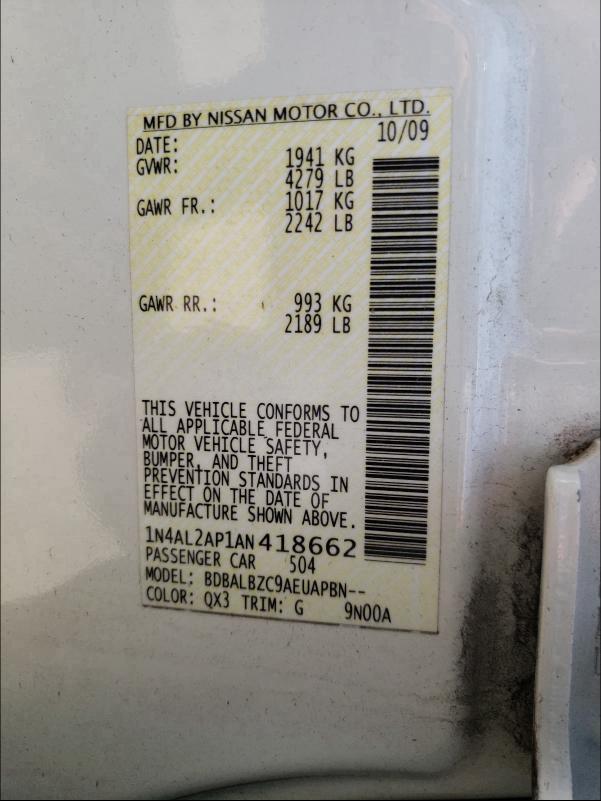 MFD BY NISSAN MOTOR CO., LTD.
DATE: 10/09
GVWR: 1941 KG
4279 LB
GAWR FR.: 1017 KG
2242 LB
GAWR RR.: 993 KG
2189 LB
THIS VEHICLE CONFORMS TO
ALL APPLICABLE FEDERAL
MOTOR VEHICLE SAFETY,
BUMPER, AND THEFT
PREVENTION STANDARDS IN
EFFECT ON THE DATE OF
MANUFACTURE SHOWN ABOVE.
1N4AL2AP1AN418662
PASSENGER CAR 504
MODEL: BDBALBZC9AEUAPBN--
COLOR: QX3 TRIM: G 9N00A